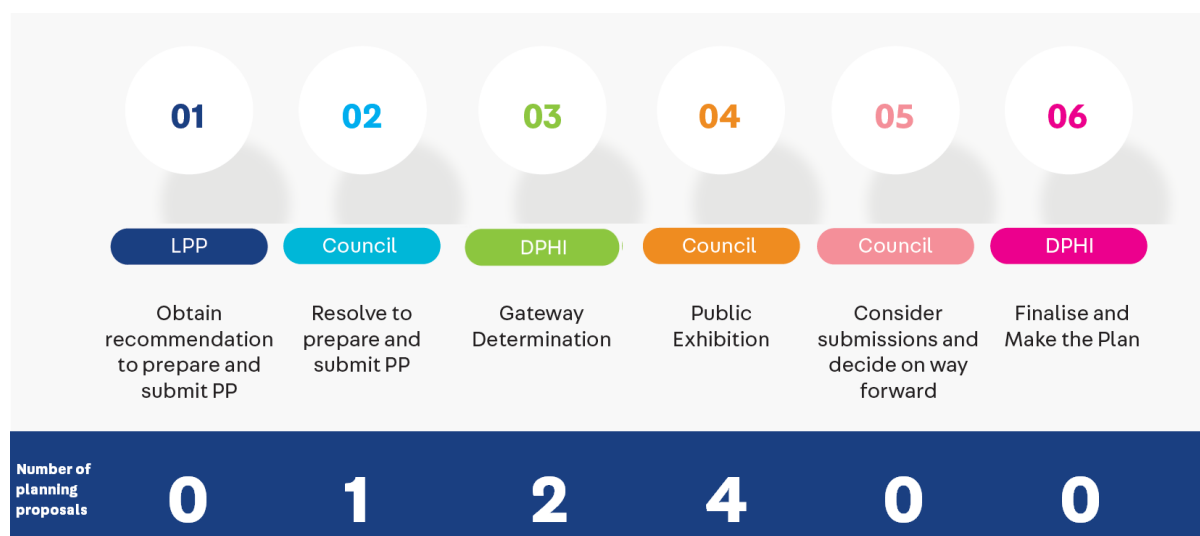 01 02 03 04 05 06
LPP Council DPHI Council Council DPHI
Obtain
recommendation
to prepare and
submit PP
Resolve to
prepare and
submit PP
Gateway
Determination
Public
Exhibition
Consider
submissions and
decide on way
forward
Finalise and
Make the Plan
Number of
planning
proposals
0 1 2 4 0 0